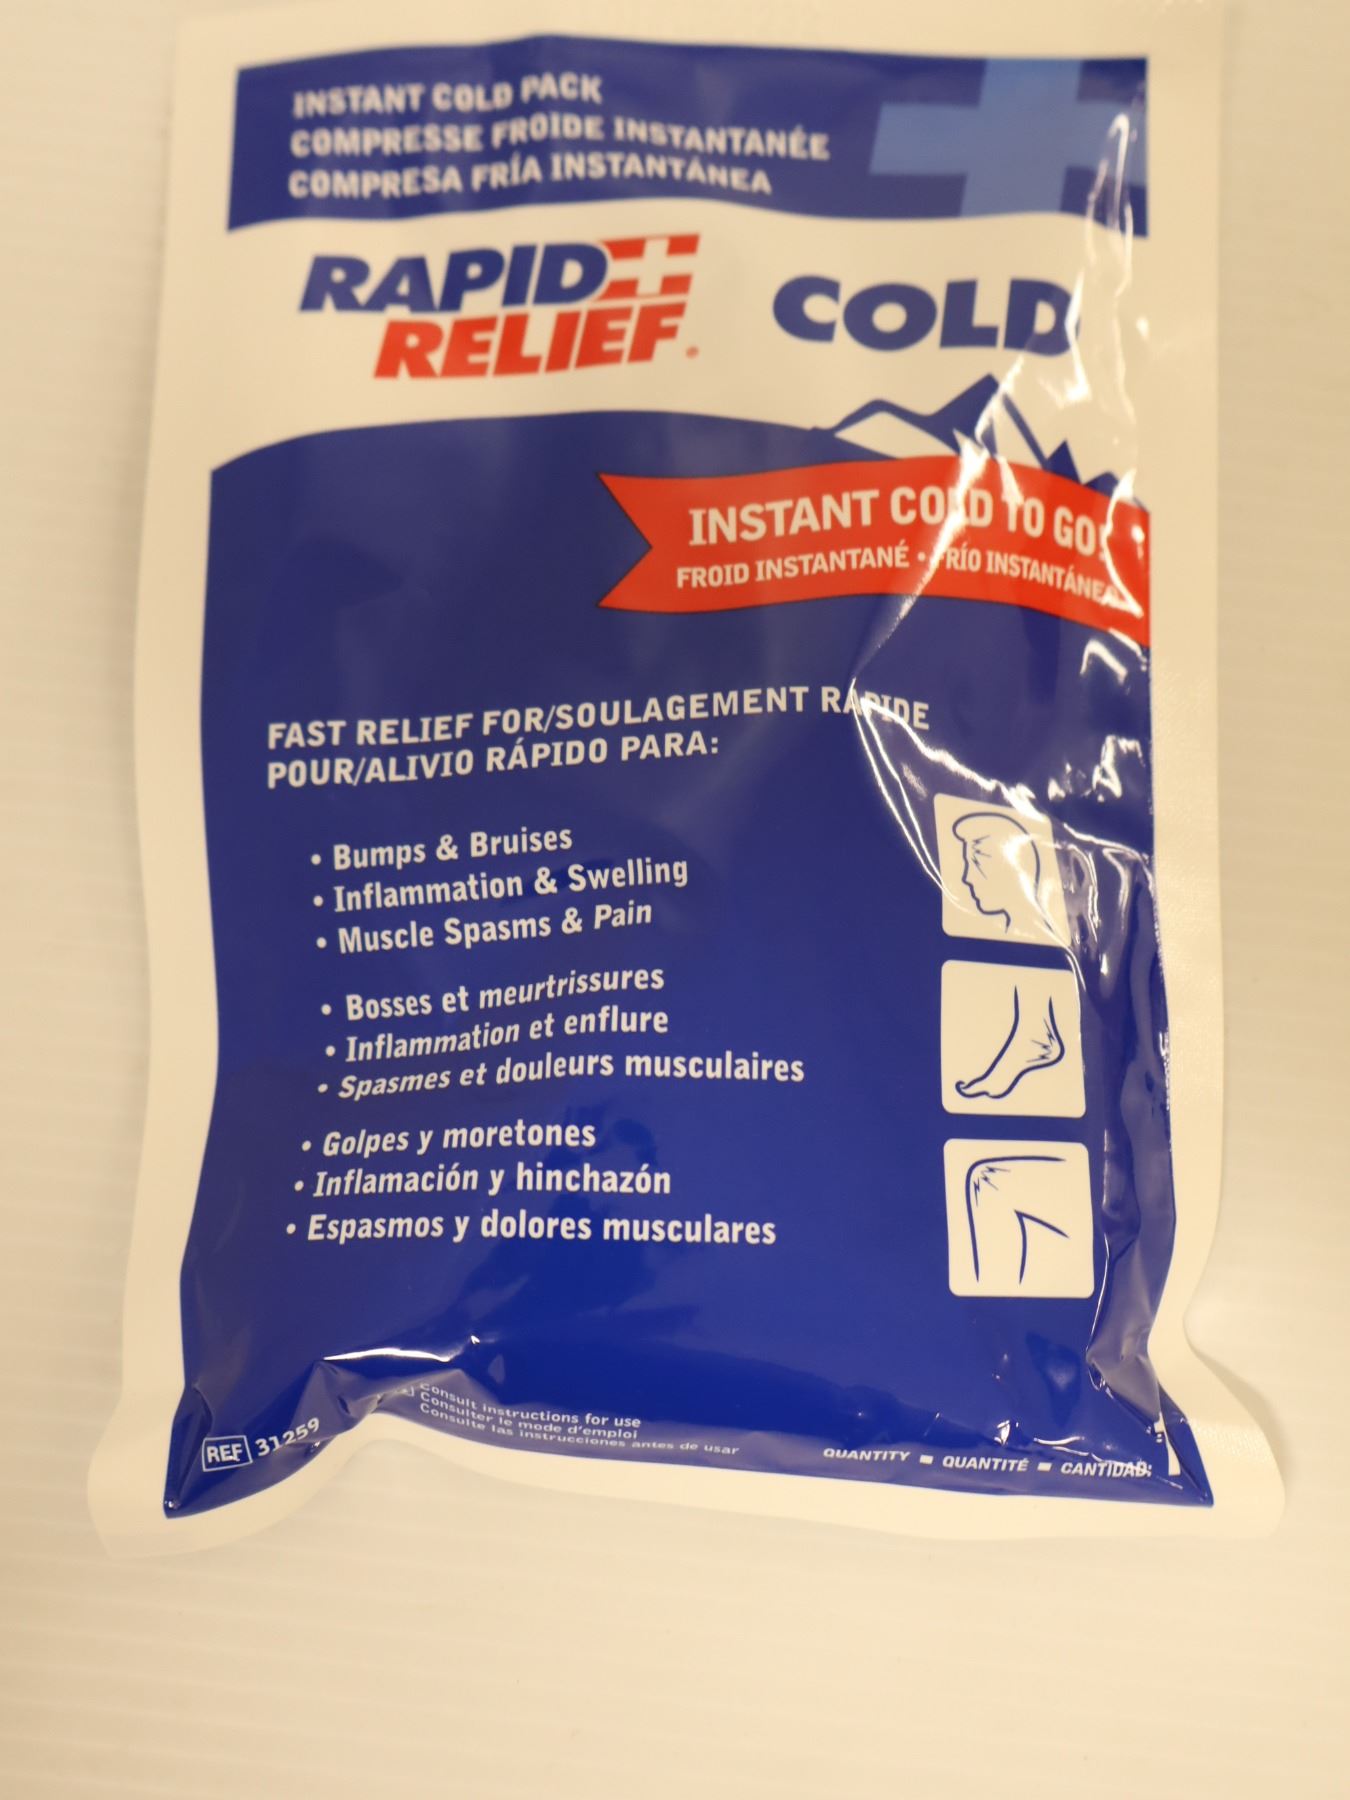 INSTANT COLD PACK
COMPRESSE FROIDE INSTANTANÉE
COMPRESA FRÍA INSTANTÁNEA
RAPID
RELIEF
COLD
INSTANT COLD TO GO!
FROID INSTANTANÉ • FRÍO INSTANTÁNEA
FAST RELIEF FOR/SOULAGEMENT RAPIDE
POUR/ALIVIO RÁPIDO PARA:
• Bumps & Bruises
• Inflammation & Swelling
• Muscle Spasms & Pain
• Bosses et meurtrissures
• Inflammation et enflure
• Spasmes et douleurs musculaires
• Golpes y moretones
• Inflamación y hinchazón
• Espasmos y dolores musculares
REF 31259
Consult instructions for use
Consulter le mode d'emploi
Consulte las instrucciones antes de usar
QUANTITY ▪ QUANTITÉ ▪ CANTIDAD: